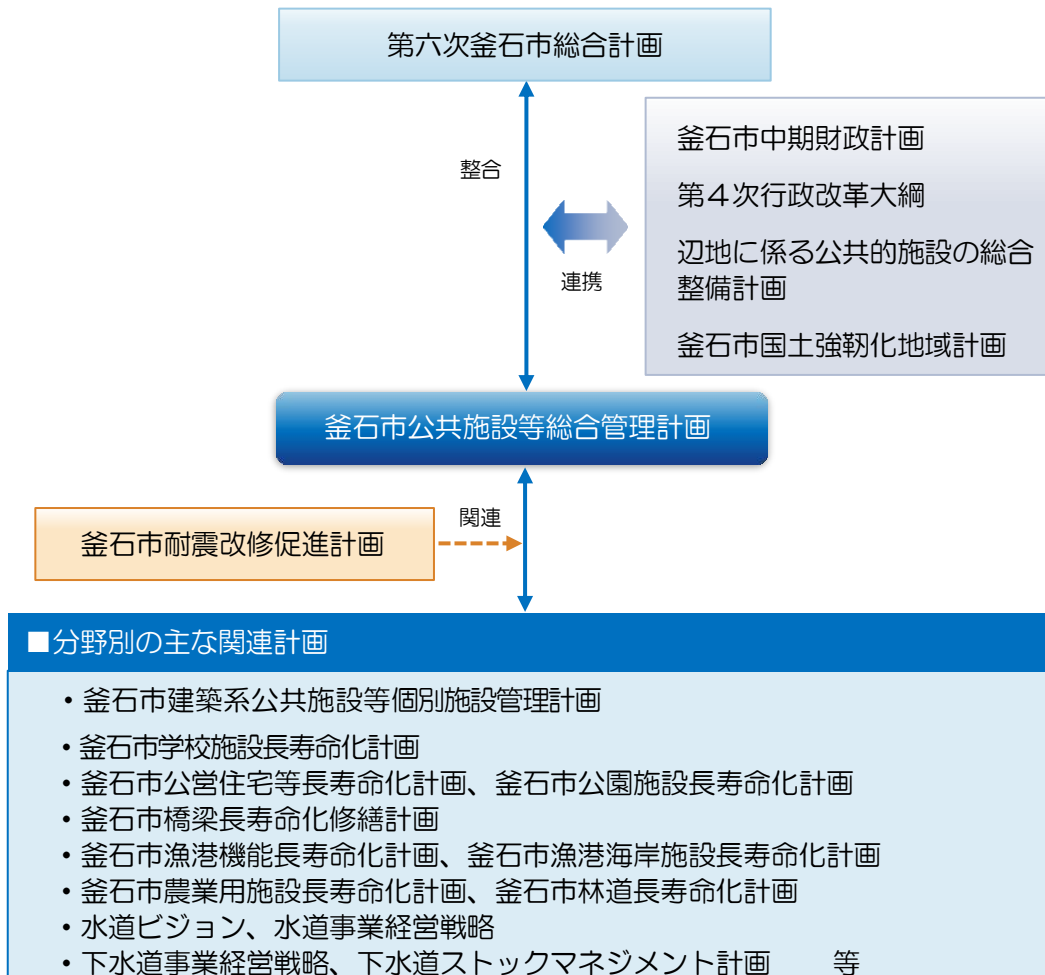 第六次釜石市総合計画
整合
連携
釜石市中期財政計画
第４次行政改革大綱
辺地に係る公共的施設の総合
整備計画
釜石市国土強靭化地域計画
釜石市公共施設等総合管理計画
釜石市耐震改修促進計画
関連
■分野別の主な関連計画
・釜石市建築系公共施設等個別施設管理計画
・釜石市学校施設長寿命化計画
・釜石市公営住宅等長寿命化計画、釜石市公園施設長寿命化計画
・釜石市橋梁長寿命化修繕計画
・釜石市漁港機能長寿命化計画、釜石市漁港海岸施設長寿命化計画
・釜石市農業用施設長寿命化計画、釜石市林道長寿命化計画
・水道ビジョン、水道事業経営戦略
・下水道事業経営戦略、下水道ストックマネジメント計画　　等